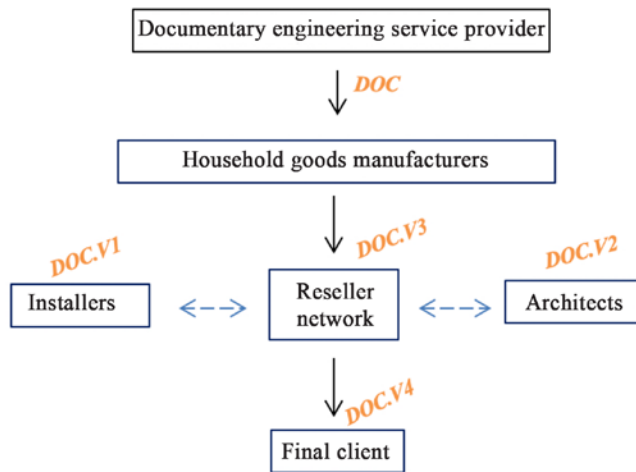 Documentary engineering service provider
DOC
Household goods manufacturers
DOC.V3
DOC.V1
DOC.V2
Installers
Reseller
network
Architects
DOC.V4
Final client